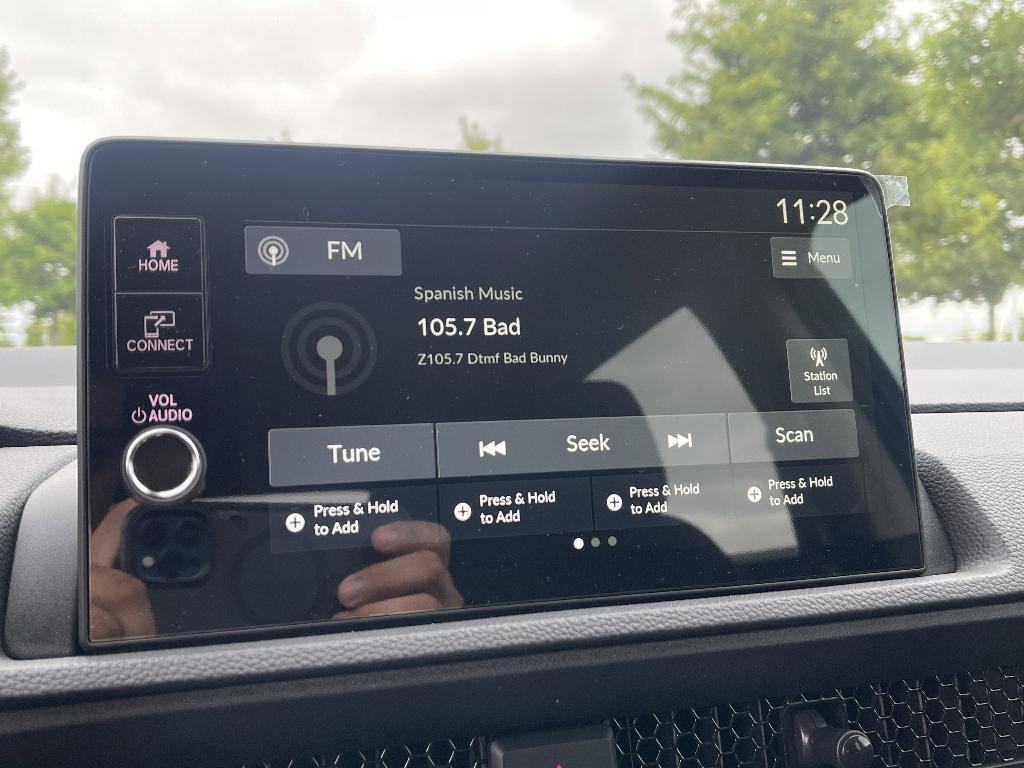 11:28
HOME
FM
Menu
CONNECT
Spanish Music
105.7 Bad
Z105.7 Dtmf Bad Bunny
Station
List
VOL
AUDIO
Tune
Seek
Scan
Press & Hold
to Add
Press & Hold
to Add
Press & Hold
to Add
Press & Hold
to Add